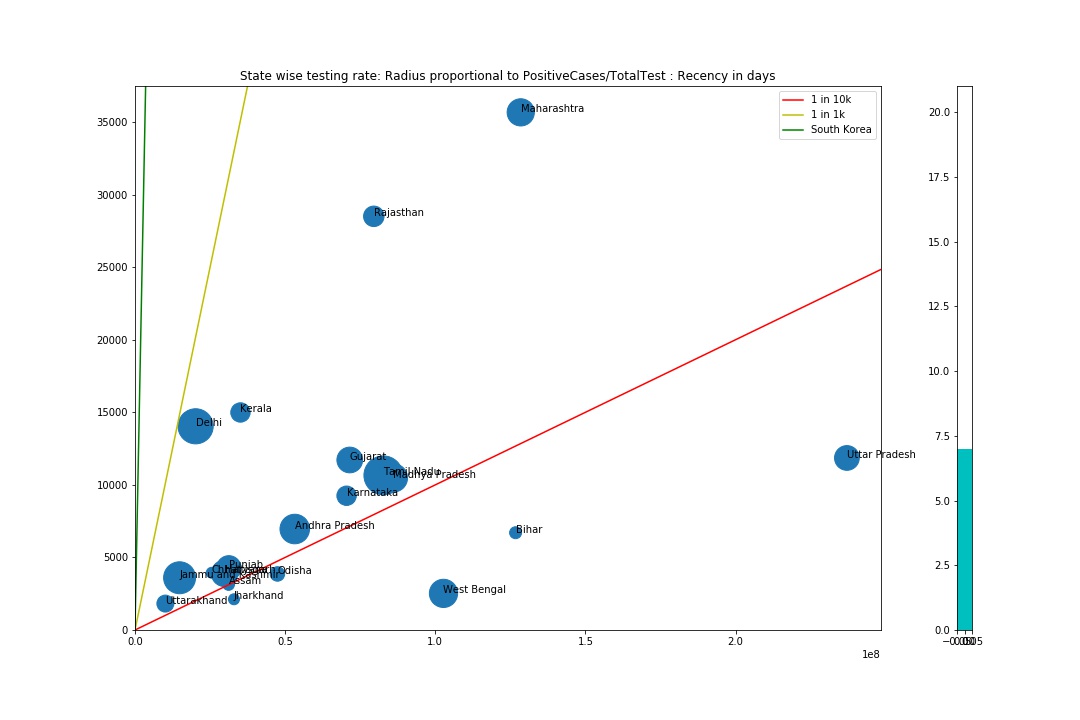 State wise testing rate: Radius proportional to PositiveCases/TotalTest : Recency in days
1 in 10k
1 in 1k
South Korea
35000
30000
25000
20000
15000
10000
5000
0
Maharashtra
Rajasthan
Kerala
Delhi
Gujarat
Tamil Nadu
Madhya Pradesh
Uttar Pradesh
Karnataka
Andhra Pradesh
Bihar
Punjab
Odisha
Jammu and Kashmir
Assam
West Bengal
Jharkhand
Uttarakhand
0.0
0.5
1.0
1.5
2.0
1e8
20.0
17.5
15.0
12.5
10.0
7.5
5.0
2.5
0.0